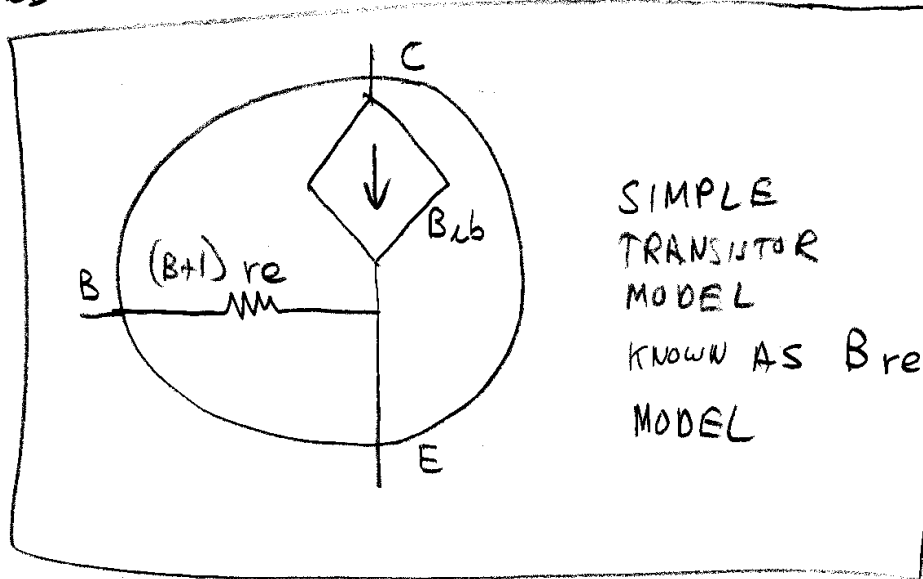 C
Bib
(B+1) re
B
E
SIMPLE
TRANSISTOR
MODEL
KNOWN AS Bre
MODEL